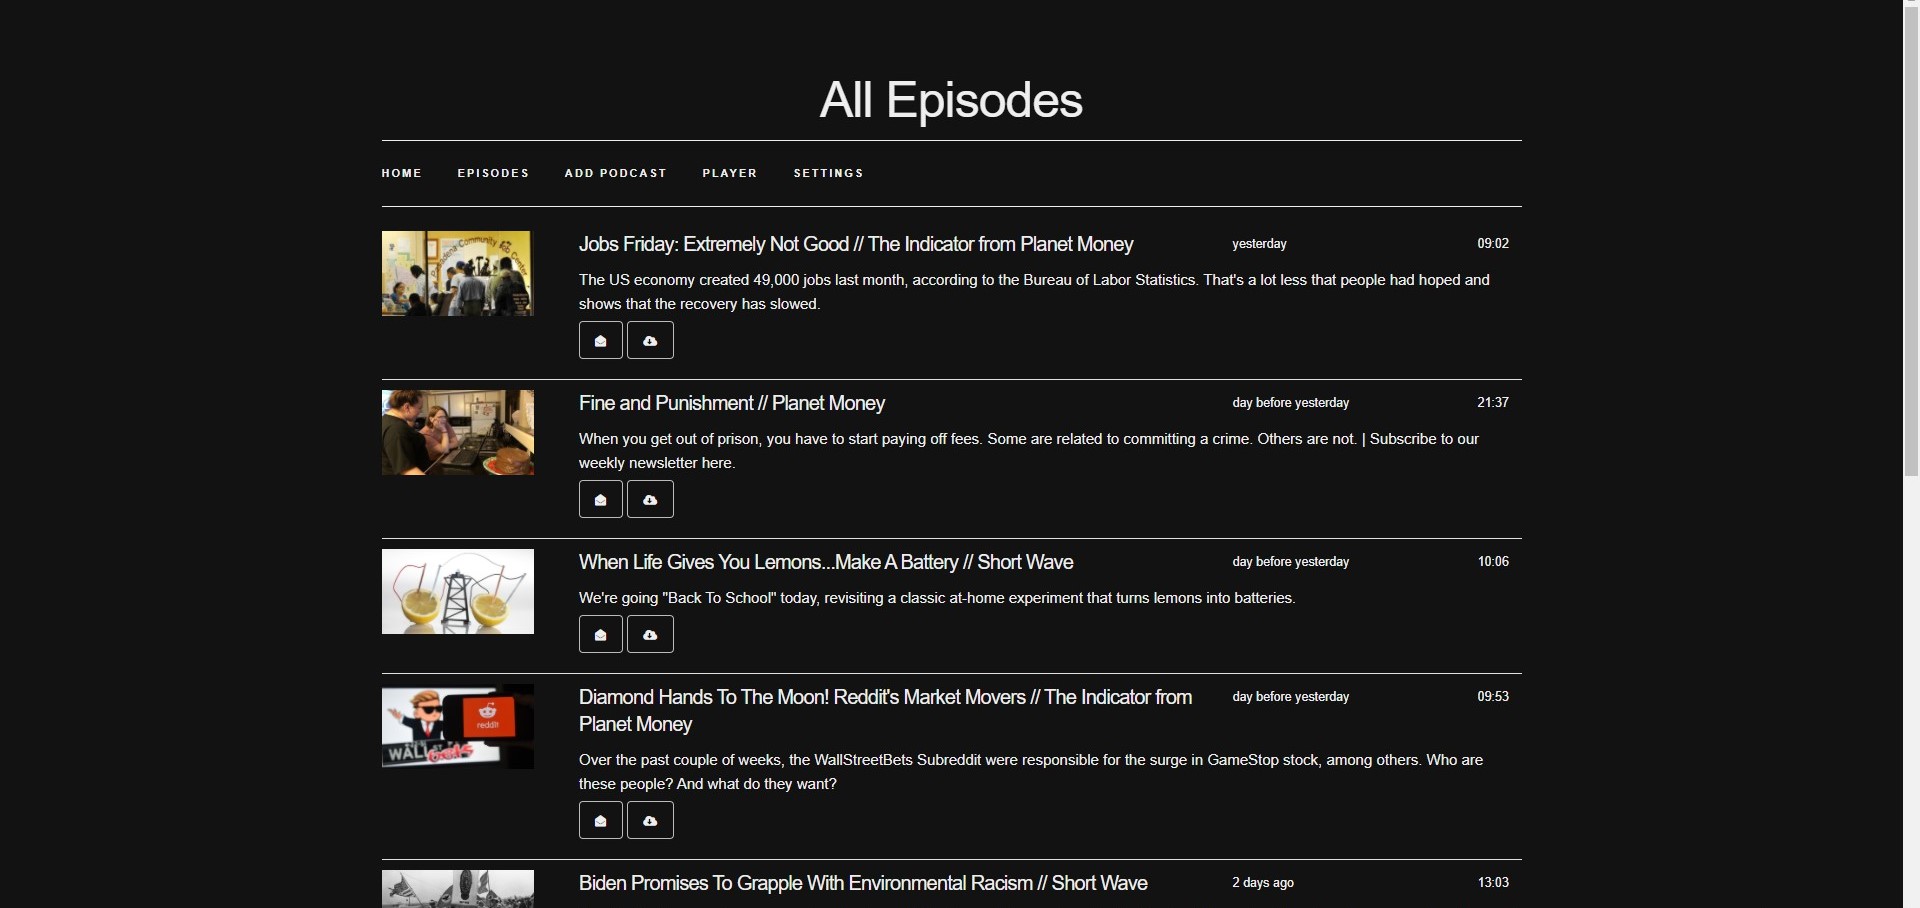 All Episodes
HOME EPISODES ADD PODCAST PLAYER SETTINGS
Pasadena Community Job Center
Jobs Friday: Extremely Not Good // The Indicator from Planet Money yesterday 09:02
The US economy created 49,000 jobs last month, according to the Bureau of Labor Statistics. That's a lot less that people had hoped and
shows that the recovery has slowed.
Fine and Punishment // Planet Money day before yesterday 21:37
When you get out of prison, you have to start paying off fees. Some are related to committing a crime. Others are not. | Subscribe to our
weekly newsletter here.
When Life Gives You Lemons...Make A Battery // Short Wave day before yesterday 10:06
We're going "Back To School" today, revisiting a classic at-home experiment that turns lemons into batteries.
reddit
WALL
Diamond Hands To The Moon! Reddit's Market Movers // The Indicator from day before yesterday 09:53
Planet Money
Over the past couple of weeks, the WallStreetBets Subreddit were responsible for the surge in GameStop stock, among others. Who are
these people? And what do they want?
Biden Promises To Grapple With Environmental Racism // Short Wave 2 days ago 13:03